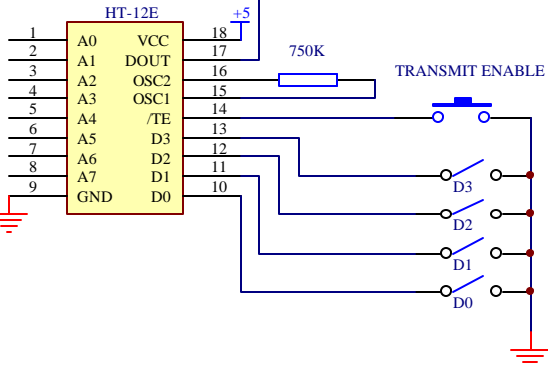 HT-12E
+5
1 A0 VCC 18
2 A1 DOUT 17
3 A2 OSC2 16
750K
4 A3 OSC1 15
TRANSMIT ENABLE
5 A4 /TE 14
6 A5 D3 13
7 A6 D2 12
8 A7 D1 11
9 GND D0 10
D3
D2
D1
D0